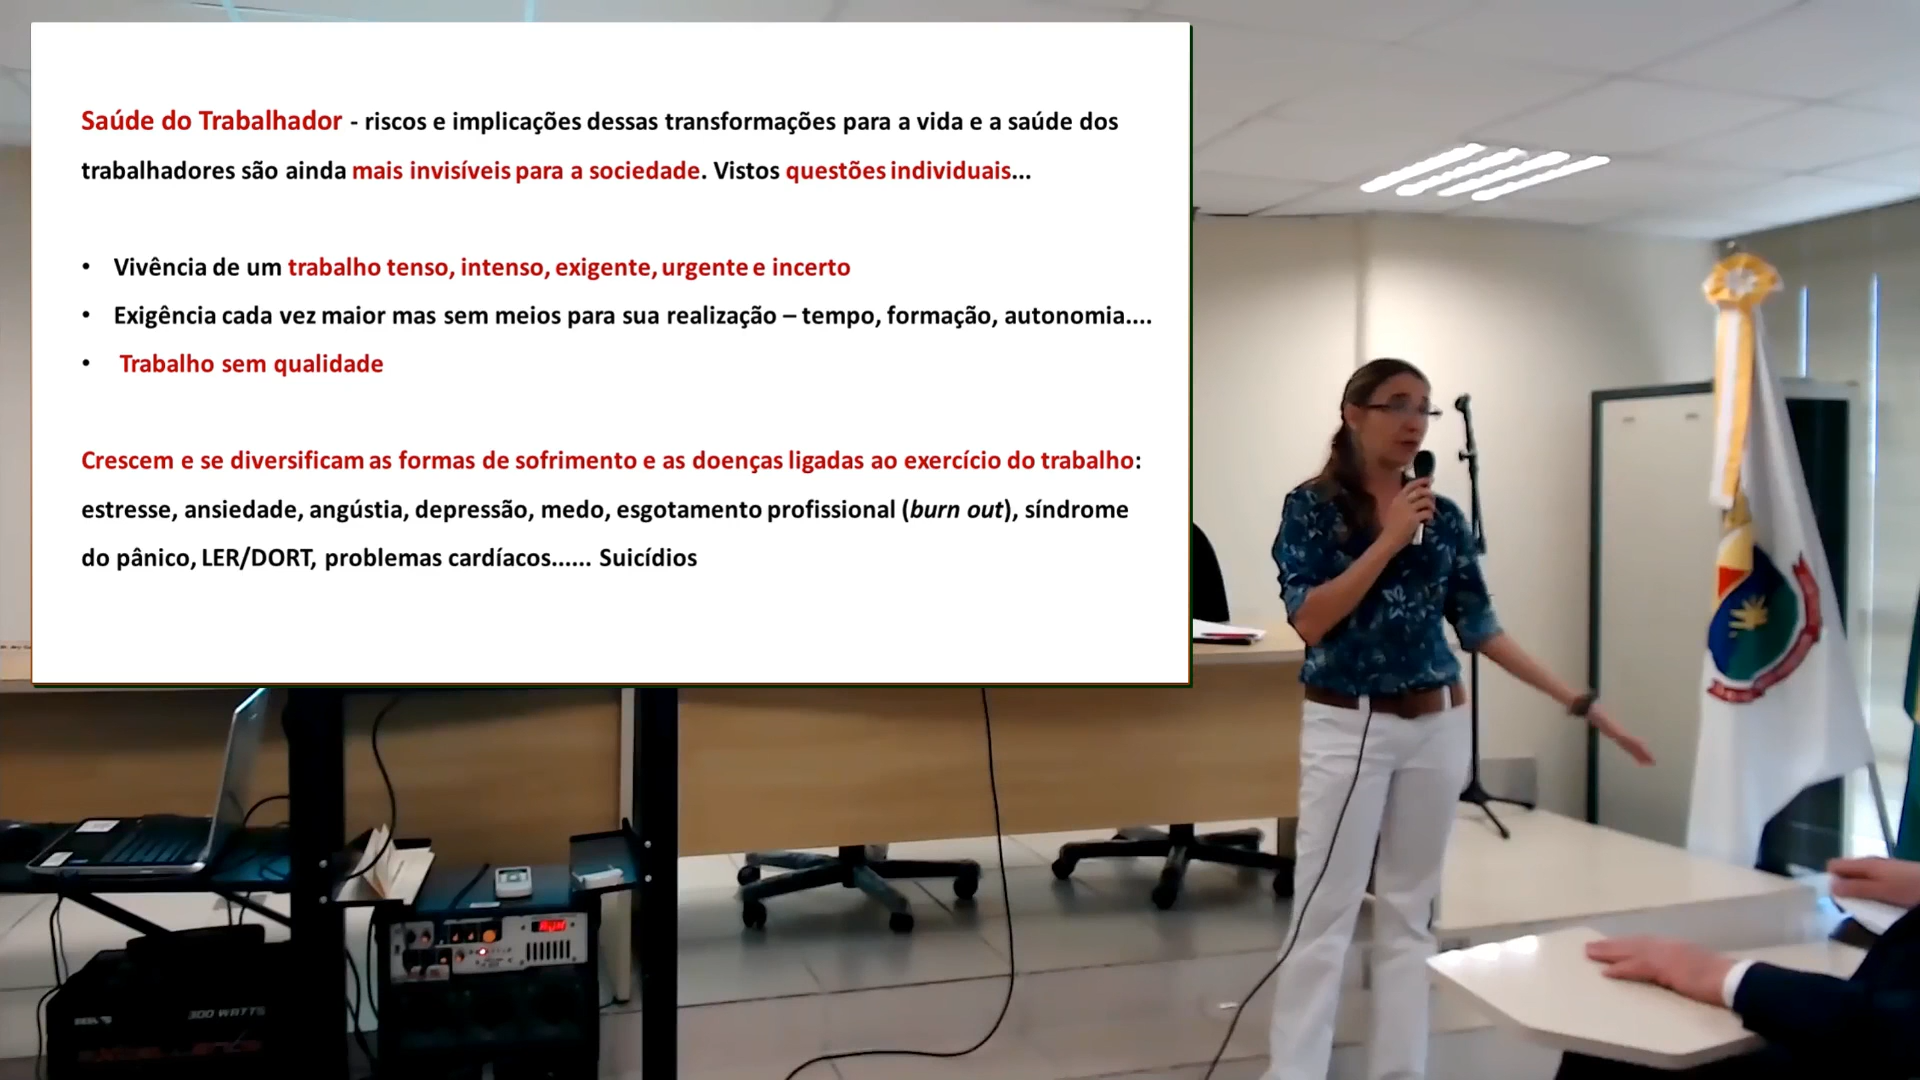 Saúde do Trabalhador - riscos e implicações dessas transformações para a vida e a saúde dos
trabalhadores são ainda mais invisíveis para a sociedade. Vistos questões individuais...
• Vivência de um trabalho tenso, intenso, exigente, urgente e incerto
• Exigência cada vez maior mas sem meios para sua realização – tempo, formação, autonomia....
• Trabalho sem qualidade
Crescem e se diversificam as formas de sofrimento e as doenças ligadas ao exercício do trabalho:
estresse, ansiedade, angústia, depressão, medo, esgotamento profissional (burn out), síndrome
do pânico, LER/DORT, problemas cardíacos...... Suicídios
300 WATTS